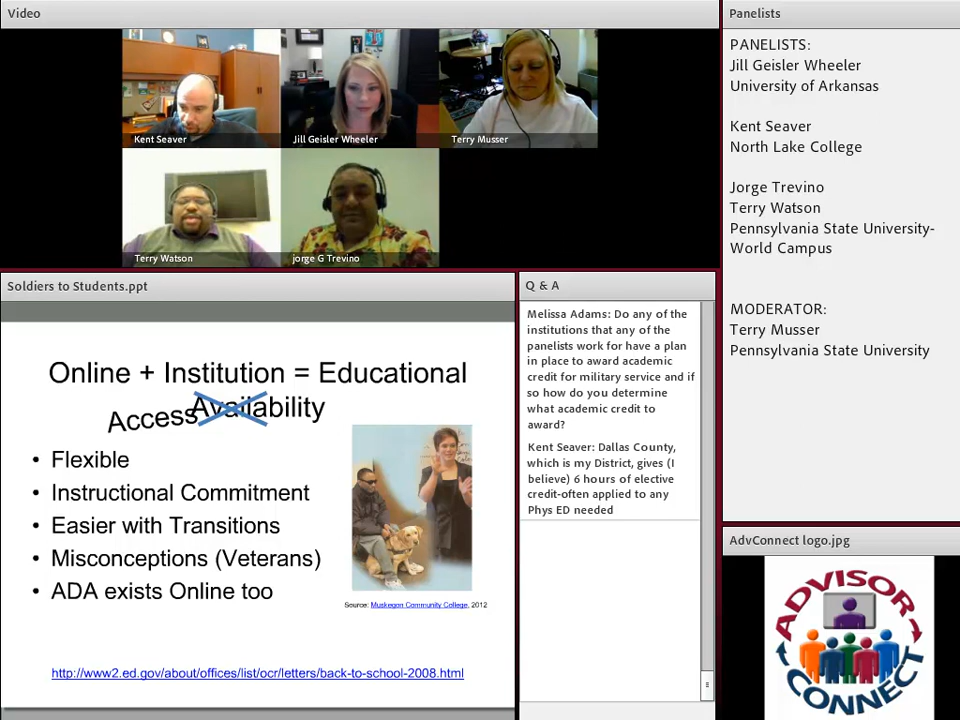 Video
Kent Seaver
Jill Geisler Wheeler
Terry Musser
Terry Watson
jorge G Trevino
Panelists
PANELISTS:
Jill Geisler Wheeler
University of Arkansas
Kent Seaver
North Lake College
Jorge Trevino
Terry Watson
Pennsylvania State University-
World Campus
MODERATOR:
Terry Musser
Pennsylvania State University
Soldiers to Students.ppt
Online + Institution = Educational
Availability
Access
• Flexible
• Instructional Commitment
• Easier with Transitions
• Misconceptions (Veterans)
• ADA exists Online too
Source: Muskegon Community College, 2012
http://www2.ed.gov/about/offices/list/ocr/letters/back-to-school-2008.html
Q & A
Melissa Adams: Do any of the
institutions that any of the
panelists work for have a plan
in place to award academic
credit for military service and if
so how do you determine
what academic credit to
award?
Kent Seaver: Dallas County,
which is my District, gives (I
believe) 6 hours of elective
credit-often applied to any
Phys ED needed
AdvConnect logo.jpg
ADVISOR
CONNECT